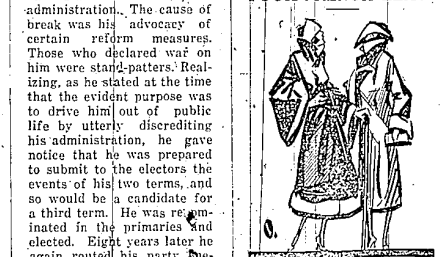 administration. The cause of
break was his advocacy of
certain reform measures.
Those who declared war on
him were stand-patters. Real-
izing, as he stated at the time
that the evident purpose was
to drive him out of public
life by utterly discrediting
his administration, he gave
notice that he was prepared
to submit to the electors the
events of his two terms, and
so would be a candidate for
a third term. He was renom-
inated in the primaries and
elected. Eight years later he
again routed his party ene-
O.